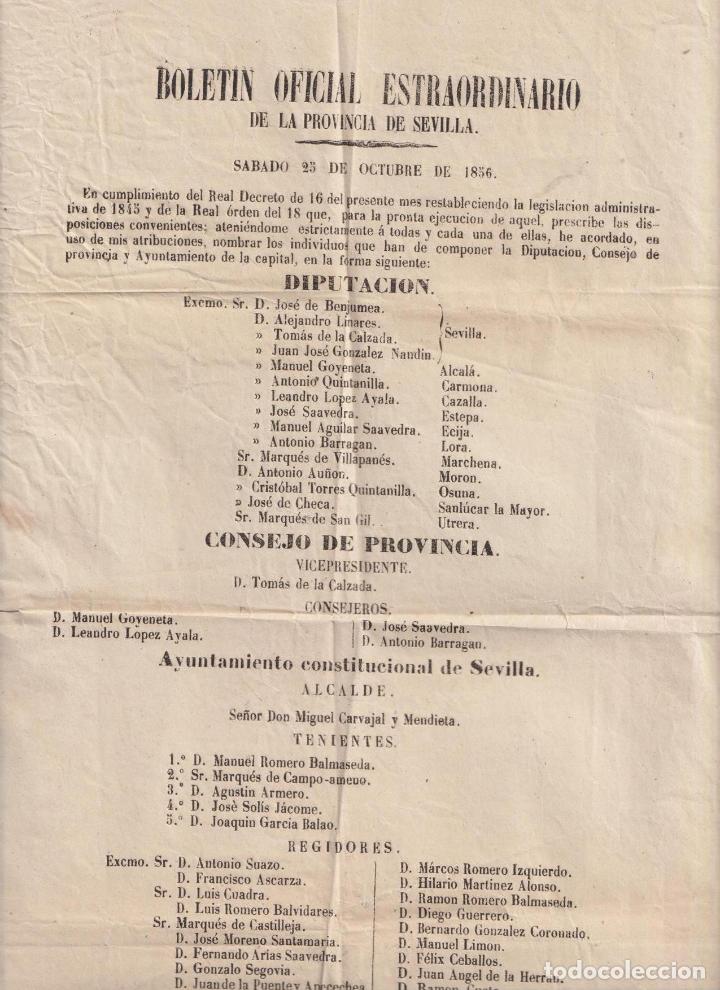 BOLETIN OFICIAL ESTRAORDINARIO
DE LA PROVINCIA DE SEVILLA.
SABADO 25 DE OCTUBRE DE 1856.
En cumplimiento del Real Decreto de 16 del presente mes restableciendo la legislacion administra-
tiva de 1845 y de la Real órden del 18 que, para la pronta ejecucion de aquel, prescribe las dis-
posiciones convenientes; ateniéndome estrictamente á todas y cada una de ellas, he acordado, en
uso de mis atribuciones, nombrar los individuos que han de componer la Diputacion, Consejo de
provincia y Ayuntamiento de la capital, en la forma siguiente:
DIPUTACION.
Excmo. Sr. D. José de Benjumea.
D. Alejandro Linares.
» Tomás de la Calzada.
» Juan José Gonzalez Nandin.
Sevilla.
» Manuel Goyeneta. Alcalá.
» Antonio Quintanilla. Carmona.
» Leandro Lopez Ayala. Cazalla.
» José Saavedra. Estepa.
» Manuel Aguilar Saavedra. Ecija.
» Antonio Barragan. Lora.
Sr. Marqués de Villapanés. Marchena.
D. Antonio Auñon. Moron.
» Cristóbal Torres Quintanilla. Osuna.
» José de Checa. Sanlúcar la Mayor.
Sr. Marqués de San Gil. Utrera.
CONSEJO DE PROVINCIA.
VICEPRESIDENTE.
D. Tomás de la Calzada.
CONSEJEROS.
D. Manuel Goyeneta.
D. Leandro Lopez Ayala.
D. José Saavedra.
D. Antonio Barragan.
Ayuntamiento constitucional de Sevilla.
ALCALDE.
Señor Don Miguel Carvajal y Mendieta.
TENIENTES.
1.º D. Manuel Romero Balmaseda.
2.º Sr. Marqués de Campo-ameno.
3.º D. Agustin Armero.
4.º D. Josè Solís Jácome.
5.º D. Joaquin García Balao.
REGIDORES.
Excmo. Sr. D. Antonio Suazo.
D. Francisco Ascarza.
Sr. D. Luis Cuadra.
D. Luis Romero Balvidares.
Sr. Marqués de Castilleja.
D. José Moreno Santamaria.
D. Fernando Arias Saavedra.
D. Gonzalo Segovia.
D. Juan de la Puente y
D. Márcos Romero Izquierdo.
D. Hilario Martinez Alonso.
D. Ramon Romero Balmaseda.
D. Diego Guerrero.
D. Bernardo Gonzalez Coronado.
D. Manuel Limon.
D. Félix Ceballos.
D. Juan Angel de la Herran.
D. Ramon
todocoleccion